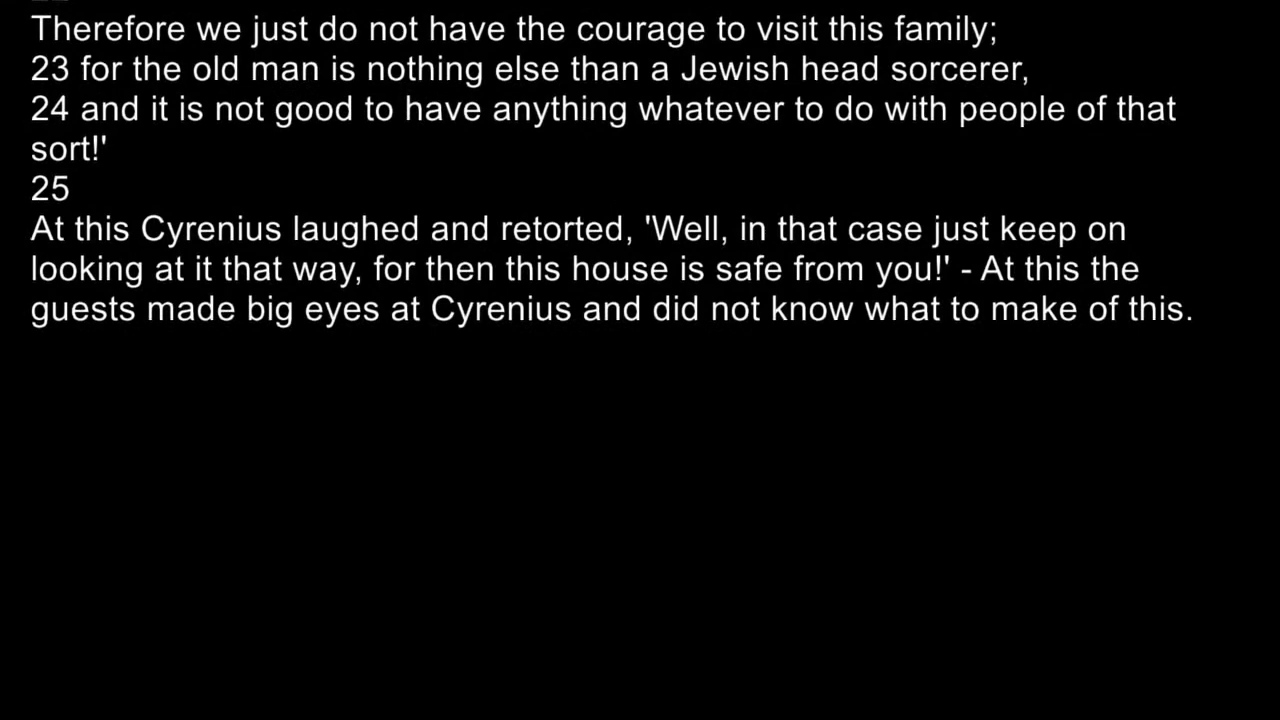 Therefore we just do not have the courage to visit this family;
23 for the old man is nothing else than a Jewish head sorcerer,
24 and it is not good to have anything whatever to do with people of that
sort!'
25
At this Cyrenius laughed and retorted, 'Well, in that case just keep on
looking at it that way, for then this house is safe from you!' - At this the
guests made big eyes at Cyrenius and did not know what to make of this.